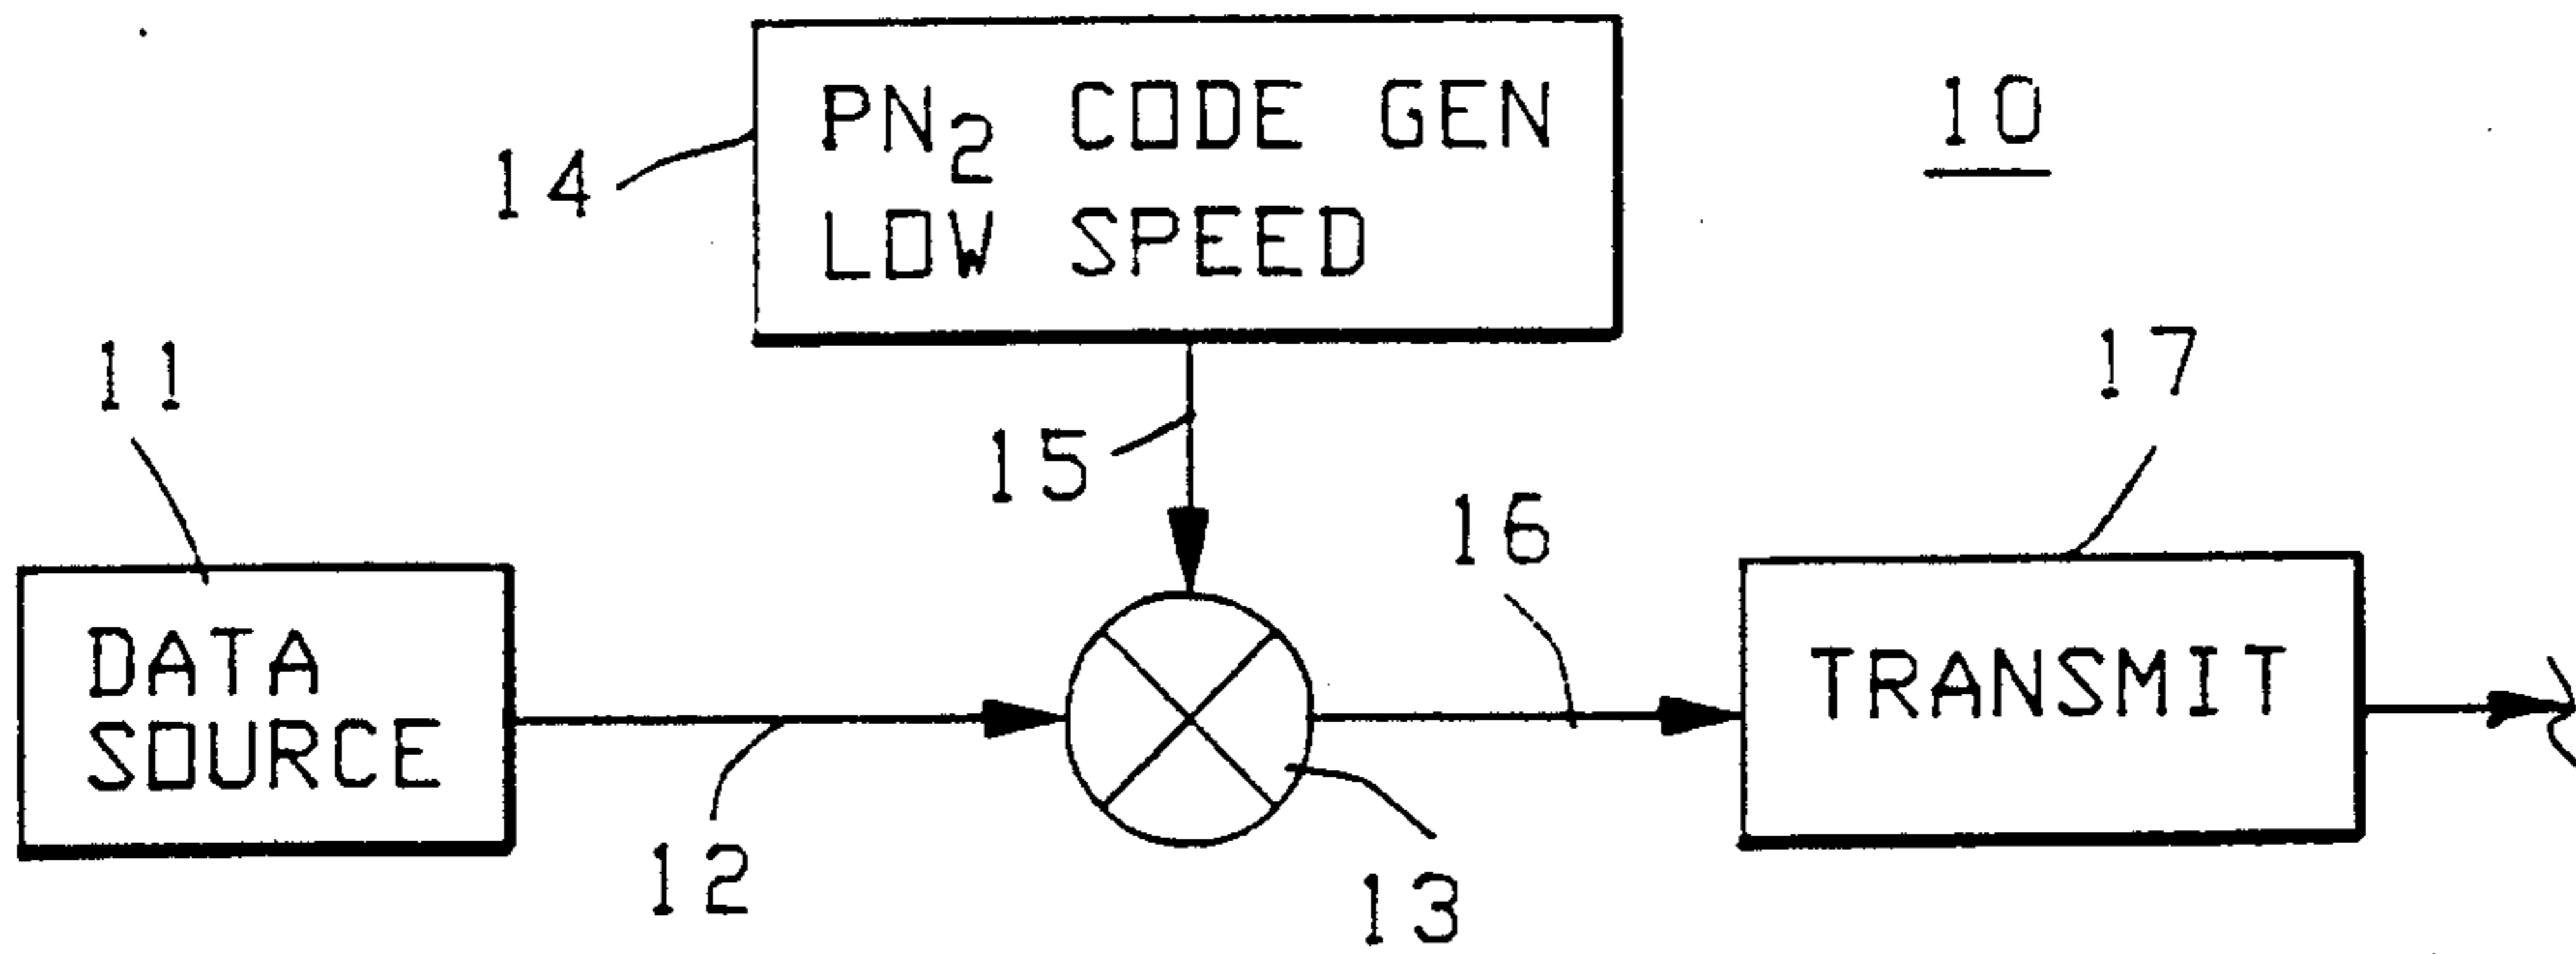 PN₂ CODE GEN
LOW SPEED
10
14
11
15
17
16
DATA
SOURCE
TRANSMIT
12
13